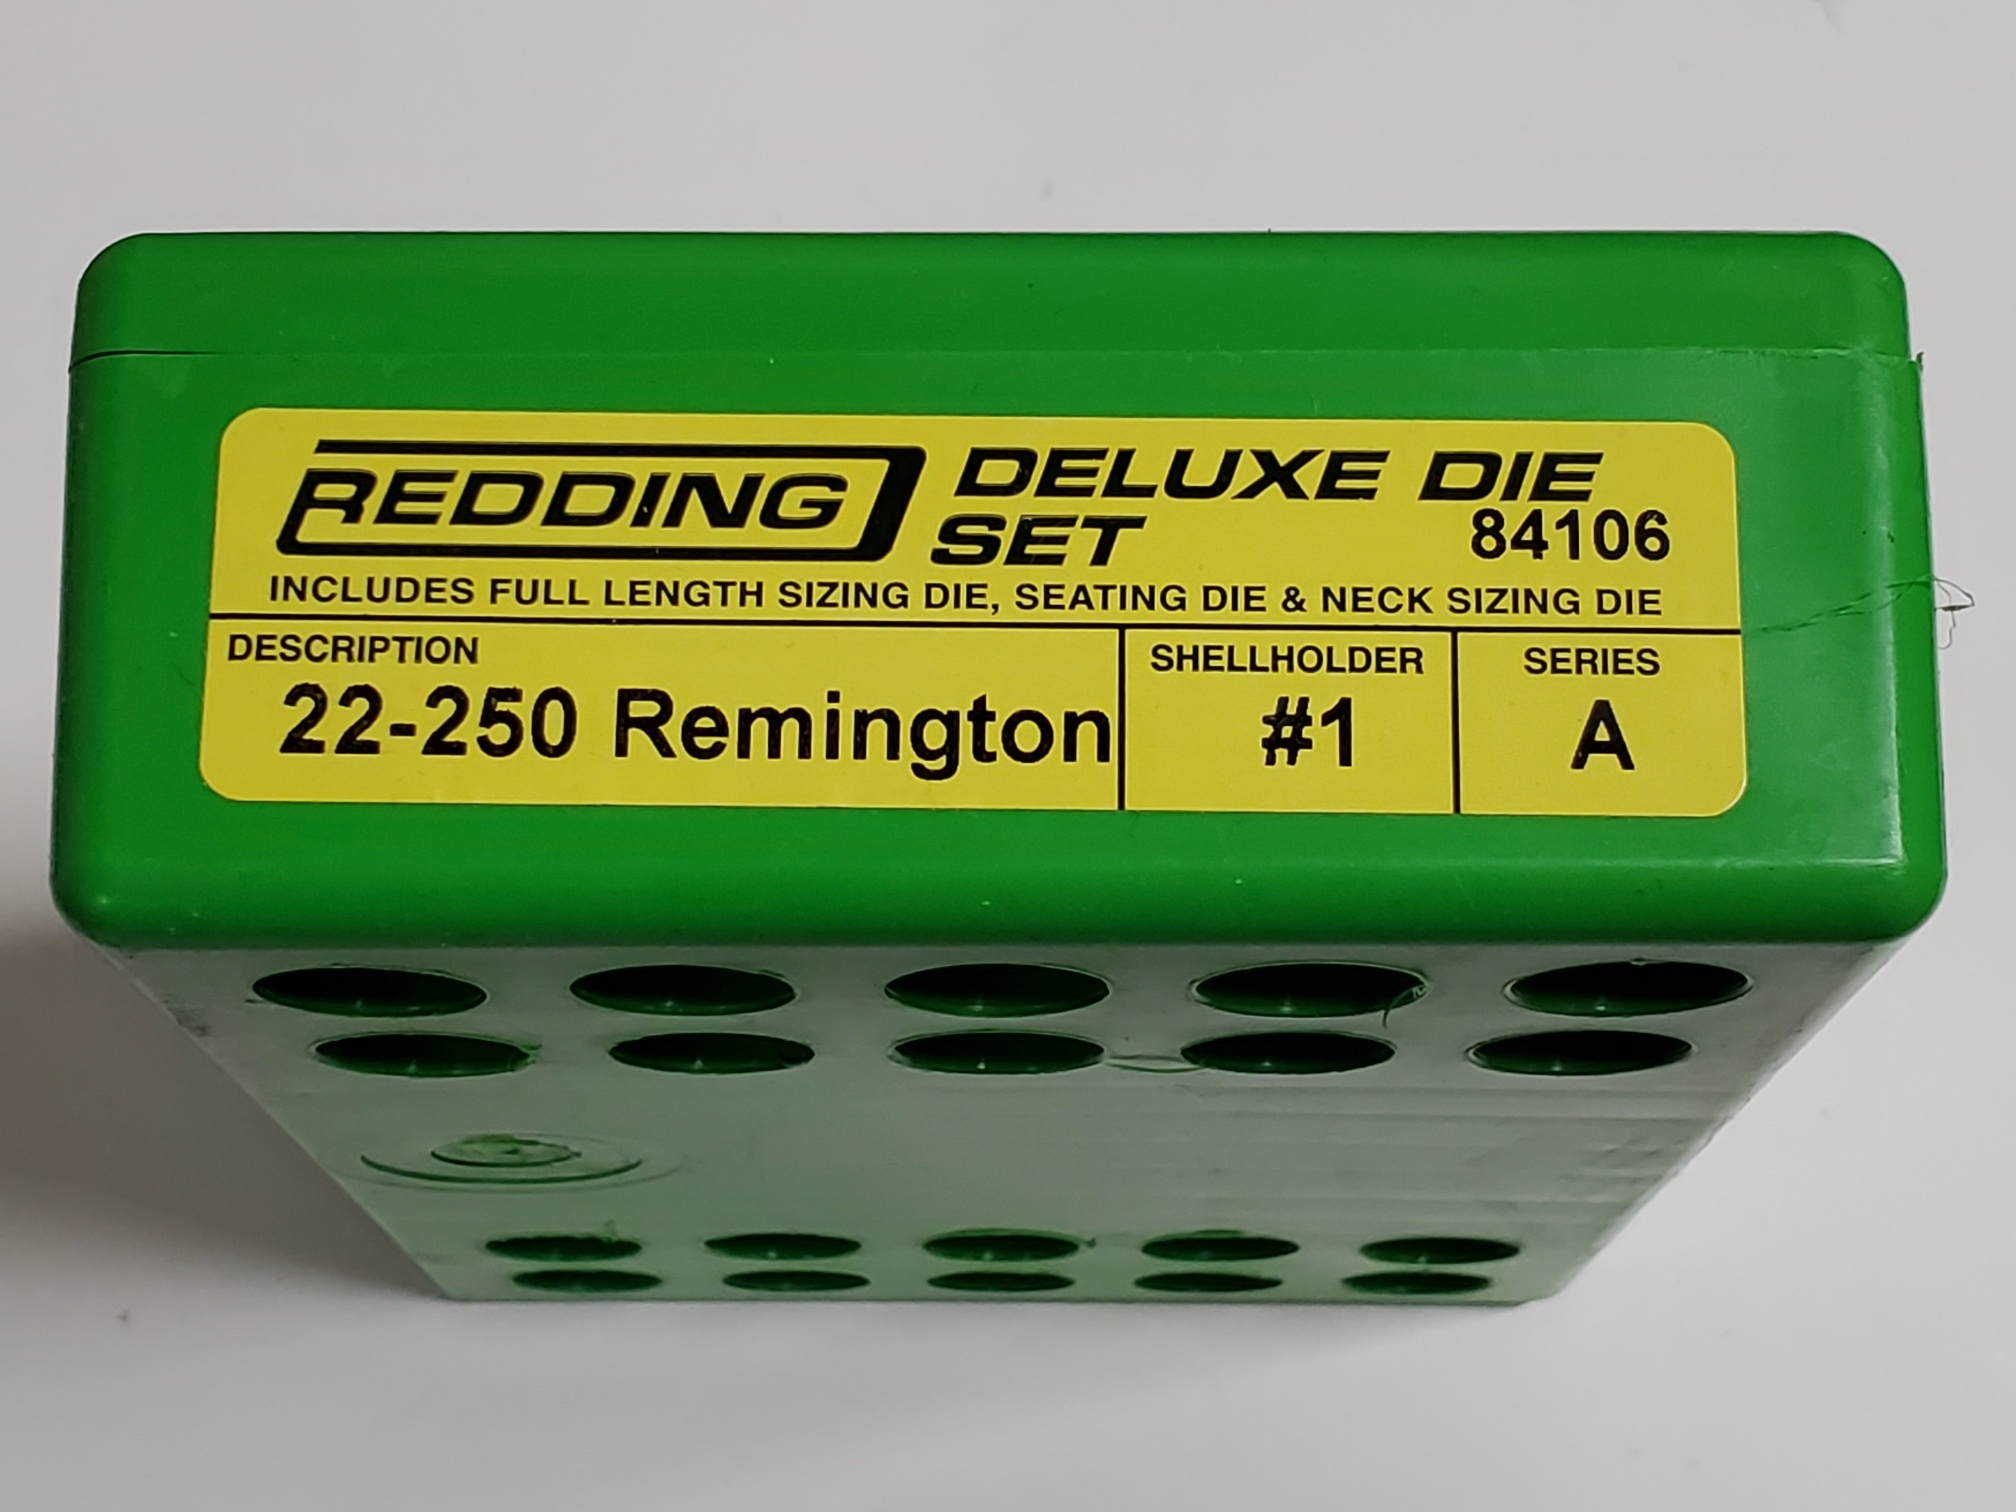 REDDING DELUXE DIE
SET 84106
INCLUDES FULL LENGTH SIZING DIE, SEATING DIE & NECK SIZING DIE
DESCRIPTION SHELLHOLDER SERIES
22-250 Remington #1 A